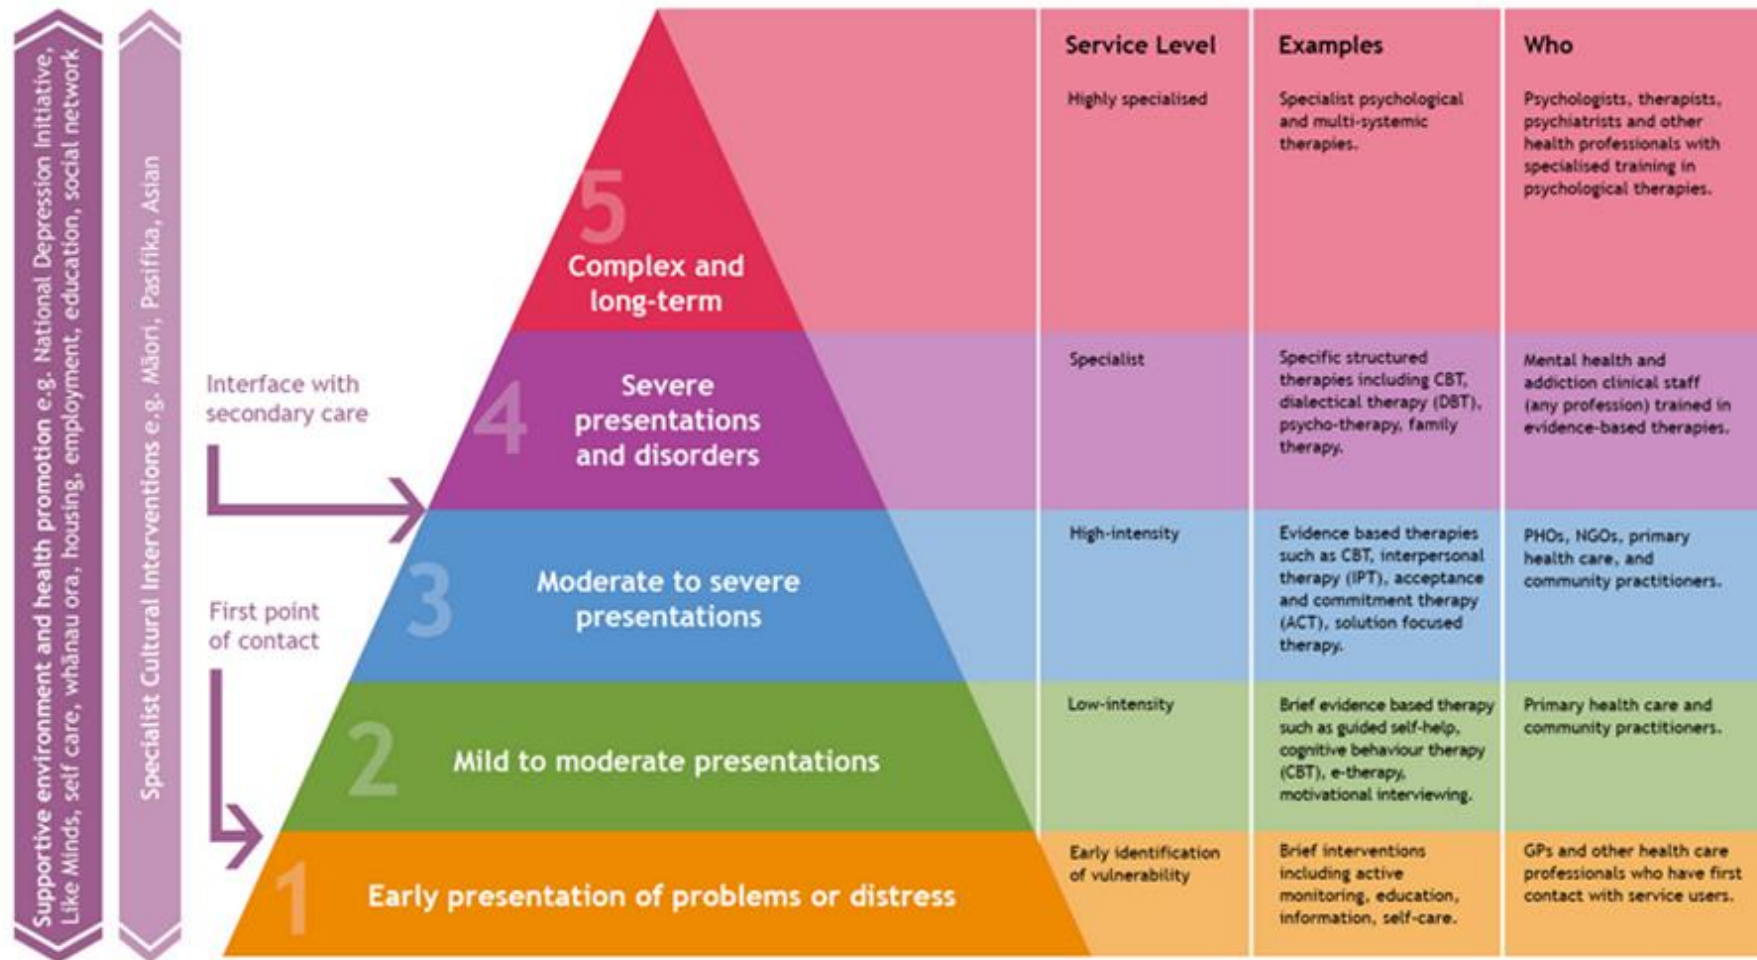 Supportive environment and health promotion e.g. National Depression Initiative,
Like Minds, self care, whānau ora, housing, employment, education, social network
Specialist Cultural Interventions e.g. Māori, Pasifika, Asian
Interface with
secondary care
First point
of contact
5
Complex and
long-term
4
Severe
presentations
and disorders
3
Moderate to severe
presentations
2
Mild to moderate presentations
1
Early presentation of problems or distress
Service Level
Examples
Who
Highly specialised
Specialist psychological
and multi-systemic
therapies.
Psychologists, therapists,
psychiatrists and other
health professionals with
specialised training in
psychological therapies.
Specialist
Specific structured
therapies including CBT,
dialectical therapy (DBT),
psycho-therapy, family
therapy.
Mental health and
addiction clinical staff
(any profession) trained in
evidence-based therapies.
High-intensity
Evidence based therapies
such as CBT, interpersonal
therapy (IPT), acceptance
and commitment therapy
(ACT), solution focused
therapy.
PHOs, NGOs, primary
health care, and
community practitioners.
Low-intensity
Brief evidence based therapy
such as guided self-help,
cognitive behaviour therapy
(CBT), e-therapy,
motivational interviewing.
Primary health care and
community practitioners.
Early identification
of vulnerability
Brief interventions
including active
monitoring, education,
information, self-care.
GPs and other health care
professionals who have first
contact with service users.